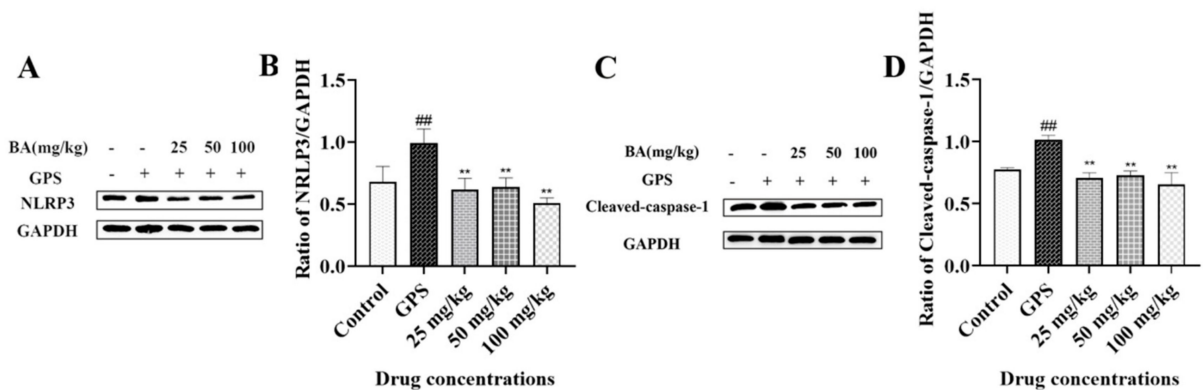 A
BA(mg/kg) - - 25 50 100
GPS - + + + +
NLRP3
GAPDH
B
Ratio of NRLP3/GAPDH
1.5
1.0
0.5
0.0
##
** ** **
Control GPS 25 mg/kg 50 mg/kg 100 mg/kg
Drug concentrations
C
BA(mg/kg) - - 25 50 100
GPS - + + + +
Cleaved-caspase-1
GAPDH
D
Ratio of Cleaved-caspase-1/GAPDH
1.5
1.0
0.5
0.0
##
** ** **
Control GPS 25 mg/kg 50 mg/kg 100 mg/kg
Drug concentrations